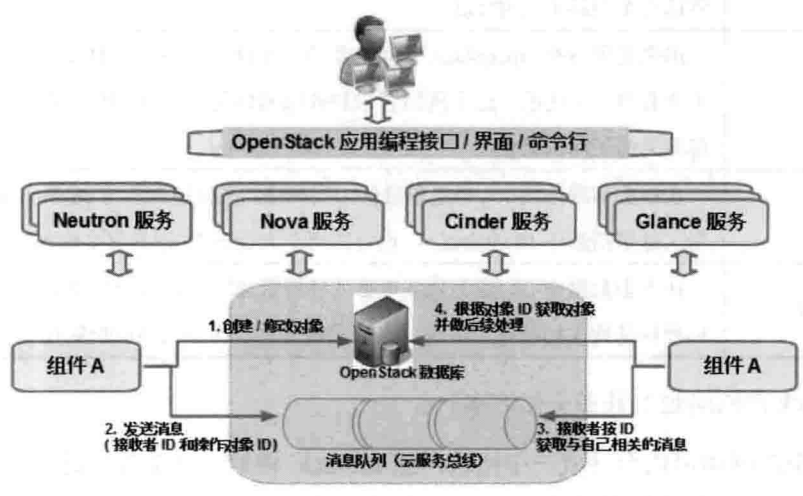 OpenStack 应用编程接口 / 界面 / 命令行
Neutron 服务
Nova 服务
Cinder 服务
Glance 服务
1. 创建 / 修改对象
4. 根据对象 ID 获取对象
并做后续处理
组件 A
OpenStack 数据库
组件 A
2. 发送消息
( 接收者 ID 和操作对象 ID )
3. 接收者按 ID
获取与自己相关的消息
消息队列（云服务总线）